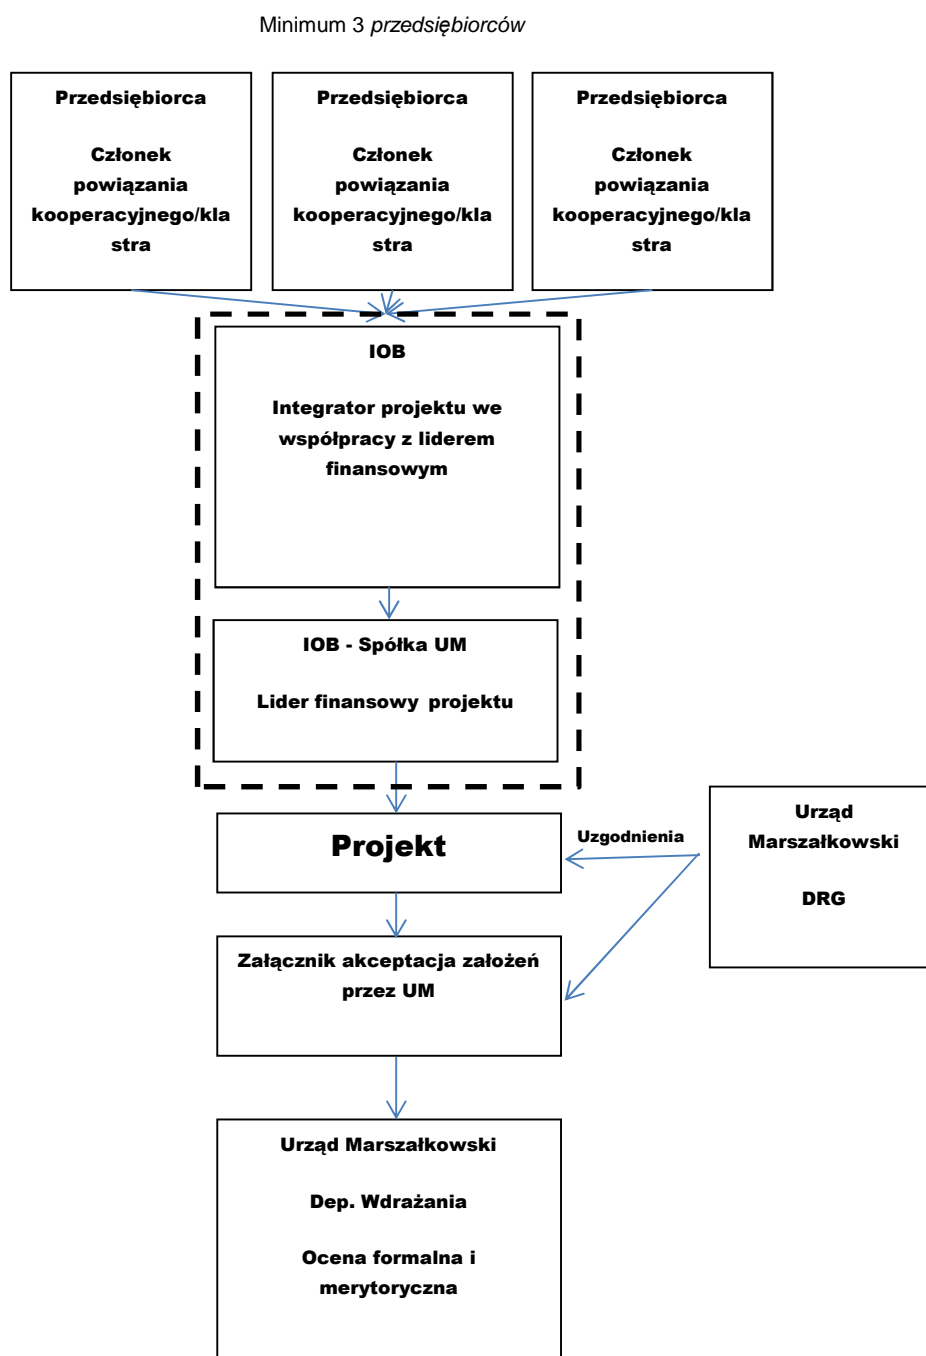 Minimum 3 przedsiębiorców
Przedsiębiorca
Członek
powiązania
kooperacyjnego/kla
stra
Przedsiębiorca
Członek
powiązania
kooperacyjnego/kla
stra
Przedsiębiorca
Członek
powiązania
kooperacyjnego/kla
stra
IOB
Integrator projektu we
współpracy z liderem
finansowym
IOB - Spółka UM
Lider finansowy projektu
Projekt
Uzgodnienia
Urząd
Marszałkowski
DRG
Załącznik akceptacja założeń
przez UM
Urząd Marszałkowski
Dep. Wdrażania
Ocena formalna i
merytoryczna